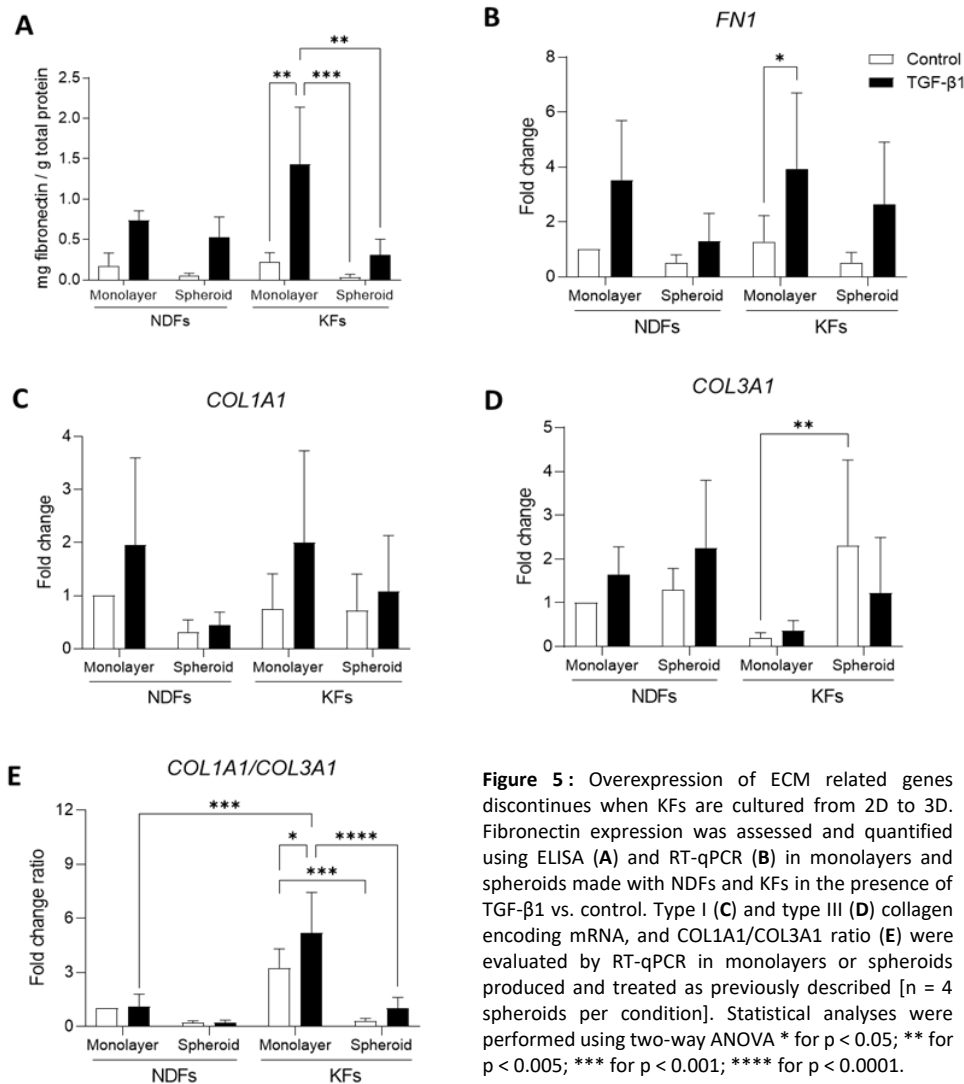 A
mg fibronectin / g total protein
2.5
2.0
1.5
1.0
0.5
0.0
**
**
***
Monolayer Spheroid Monolayer Spheroid
NDFs KFs
B
FN1
Control
TGF-β1
Fold change
8
6
4
2
0
*
Monolayer Spheroid Monolayer Spheroid
NDFs KFs
C
COL1A1
Fold change
4
3
2
1
0
Monolayer Spheroid Monolayer Spheroid
NDFs KFs
D
COL3A1
Fold change
5
4
3
2
1
0
**
Monolayer Spheroid Monolayer Spheroid
NDFs KFs
E
COL1A1/COL3A1
Fold change ratio
12
9
6
3
0
***
* ****
***
Monolayer Spheroid Monolayer Spheroid
NDFs KFs
Figure 5 : Overexpression of ECM related genes
discontinues when KFs are cultured from 2D to 3D.
Fibronectin expression was assessed and quantified
using ELISA (A) and RT-qPCR (B) in monolayers and
spheroids made with NDFs and KFs in the presence of
TGF-β1 vs. control. Type I (C) and type III (D) collagen
encoding mRNA, and COL1A1/COL3A1 ratio (E) were
evaluated by RT-qPCR in monolayers or spheroids
produced and treated as previously described [n = 4
spheroids per condition]. Statistical analyses were
performed using two-way ANOVA * for p < 0.05; ** for
p < 0.005; *** for p < 0.001; **** for p < 0.0001.